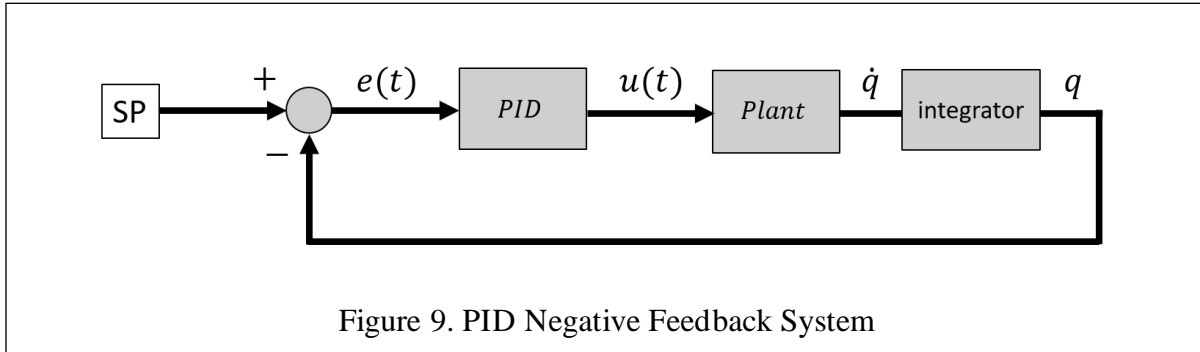 +
e(t)
u(t)
q̇
q
SP
PID
Plant
integrator
−
Figure 9. PID Negative Feedback System